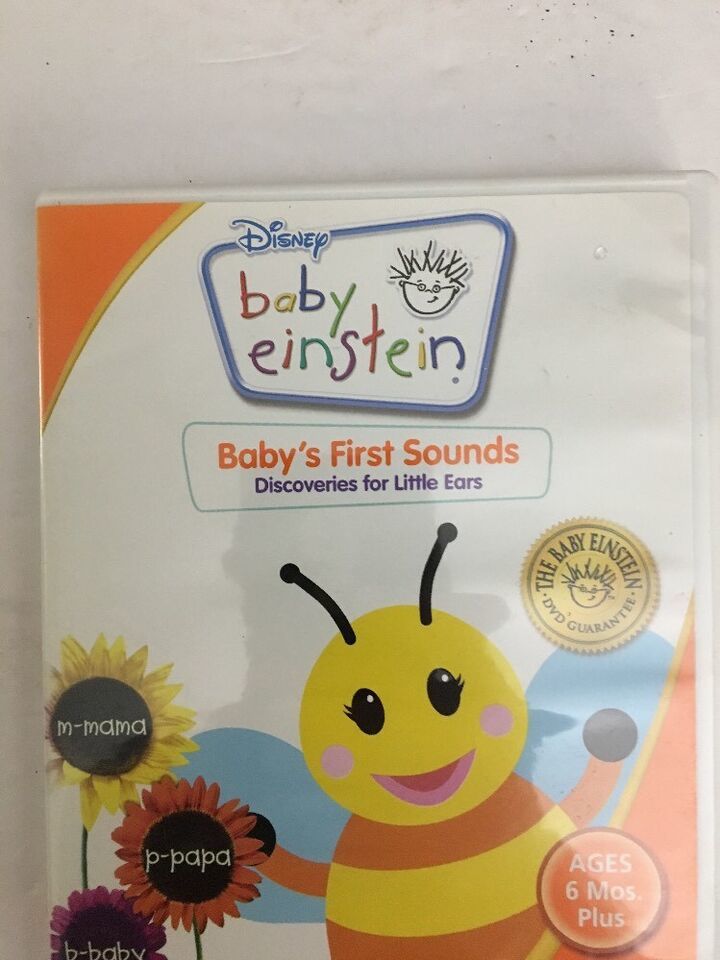 Disney
baby
einstein
Baby's First Sounds
Discoveries for Little Ears
THE BABY EINSTEIN
DVD GUARANTEE
m-mama
p-papa
b-baby
AGES
6 Mos.
Plus